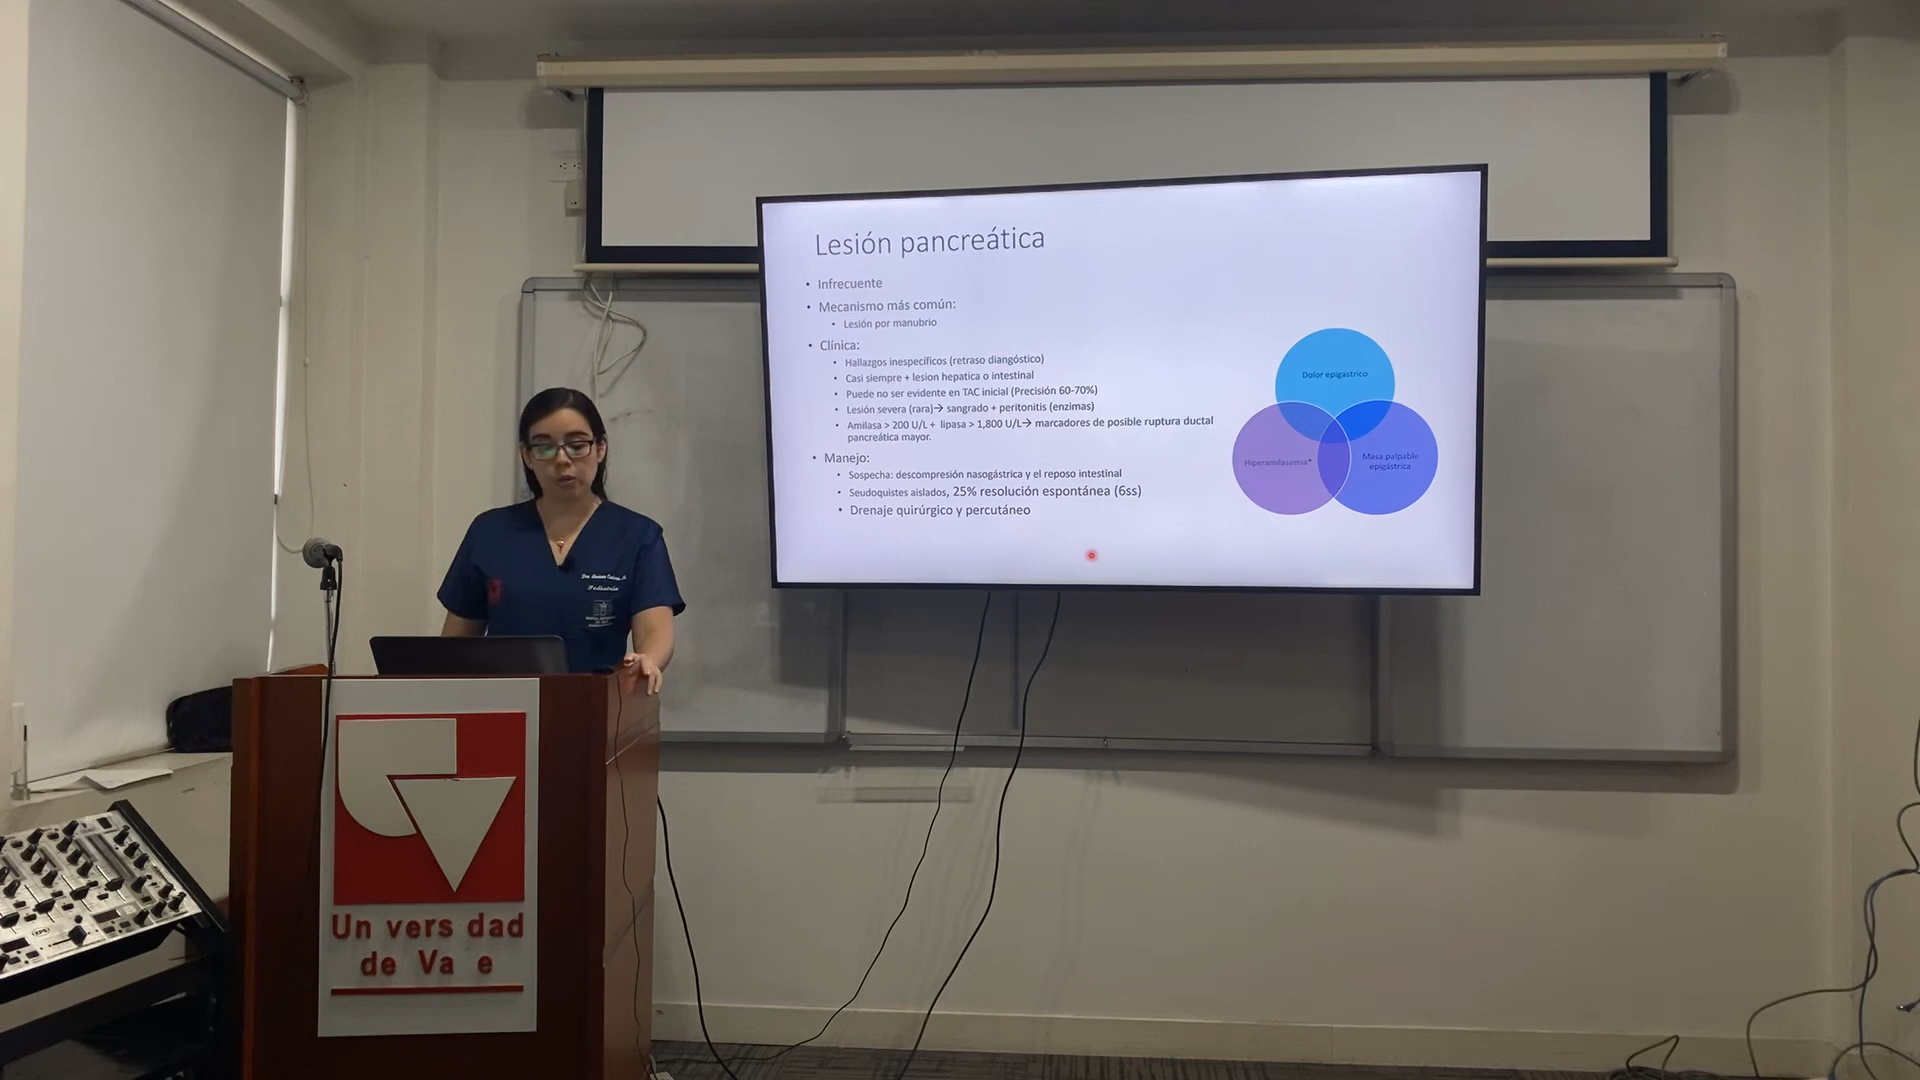 Lesión pancreática
• Infrecuente
• Mecanismo más común:
• Lesión por manubrio
• Clínica:
• Hallazgos inespecíficos (retraso diangóstico)
• Casi siempre + lesion hepatica o intestinal
• Puede no ser evidente en TAC inicial (Precisión 60-70%)
• Lesión severa (rara)→ sangrado + peritonitis (enzimas)
• Amilasa > 200 U/L + lipasa > 1,800 U/L→ marcadores de posible ruptura ductal
pancreática mayor.
• Manejo:
• Sospecha: descompresión nasogástrica y el reposo intestinal
• Seudoquistes aislados, 25% resolución espontánea (6ss)
• Drenaje quirúrgico y percutáneo
Dolor epigástrico
Hiperamilasemia*
Masa palpable
epigástrica
Pediatría
Un vers dad
de Va e